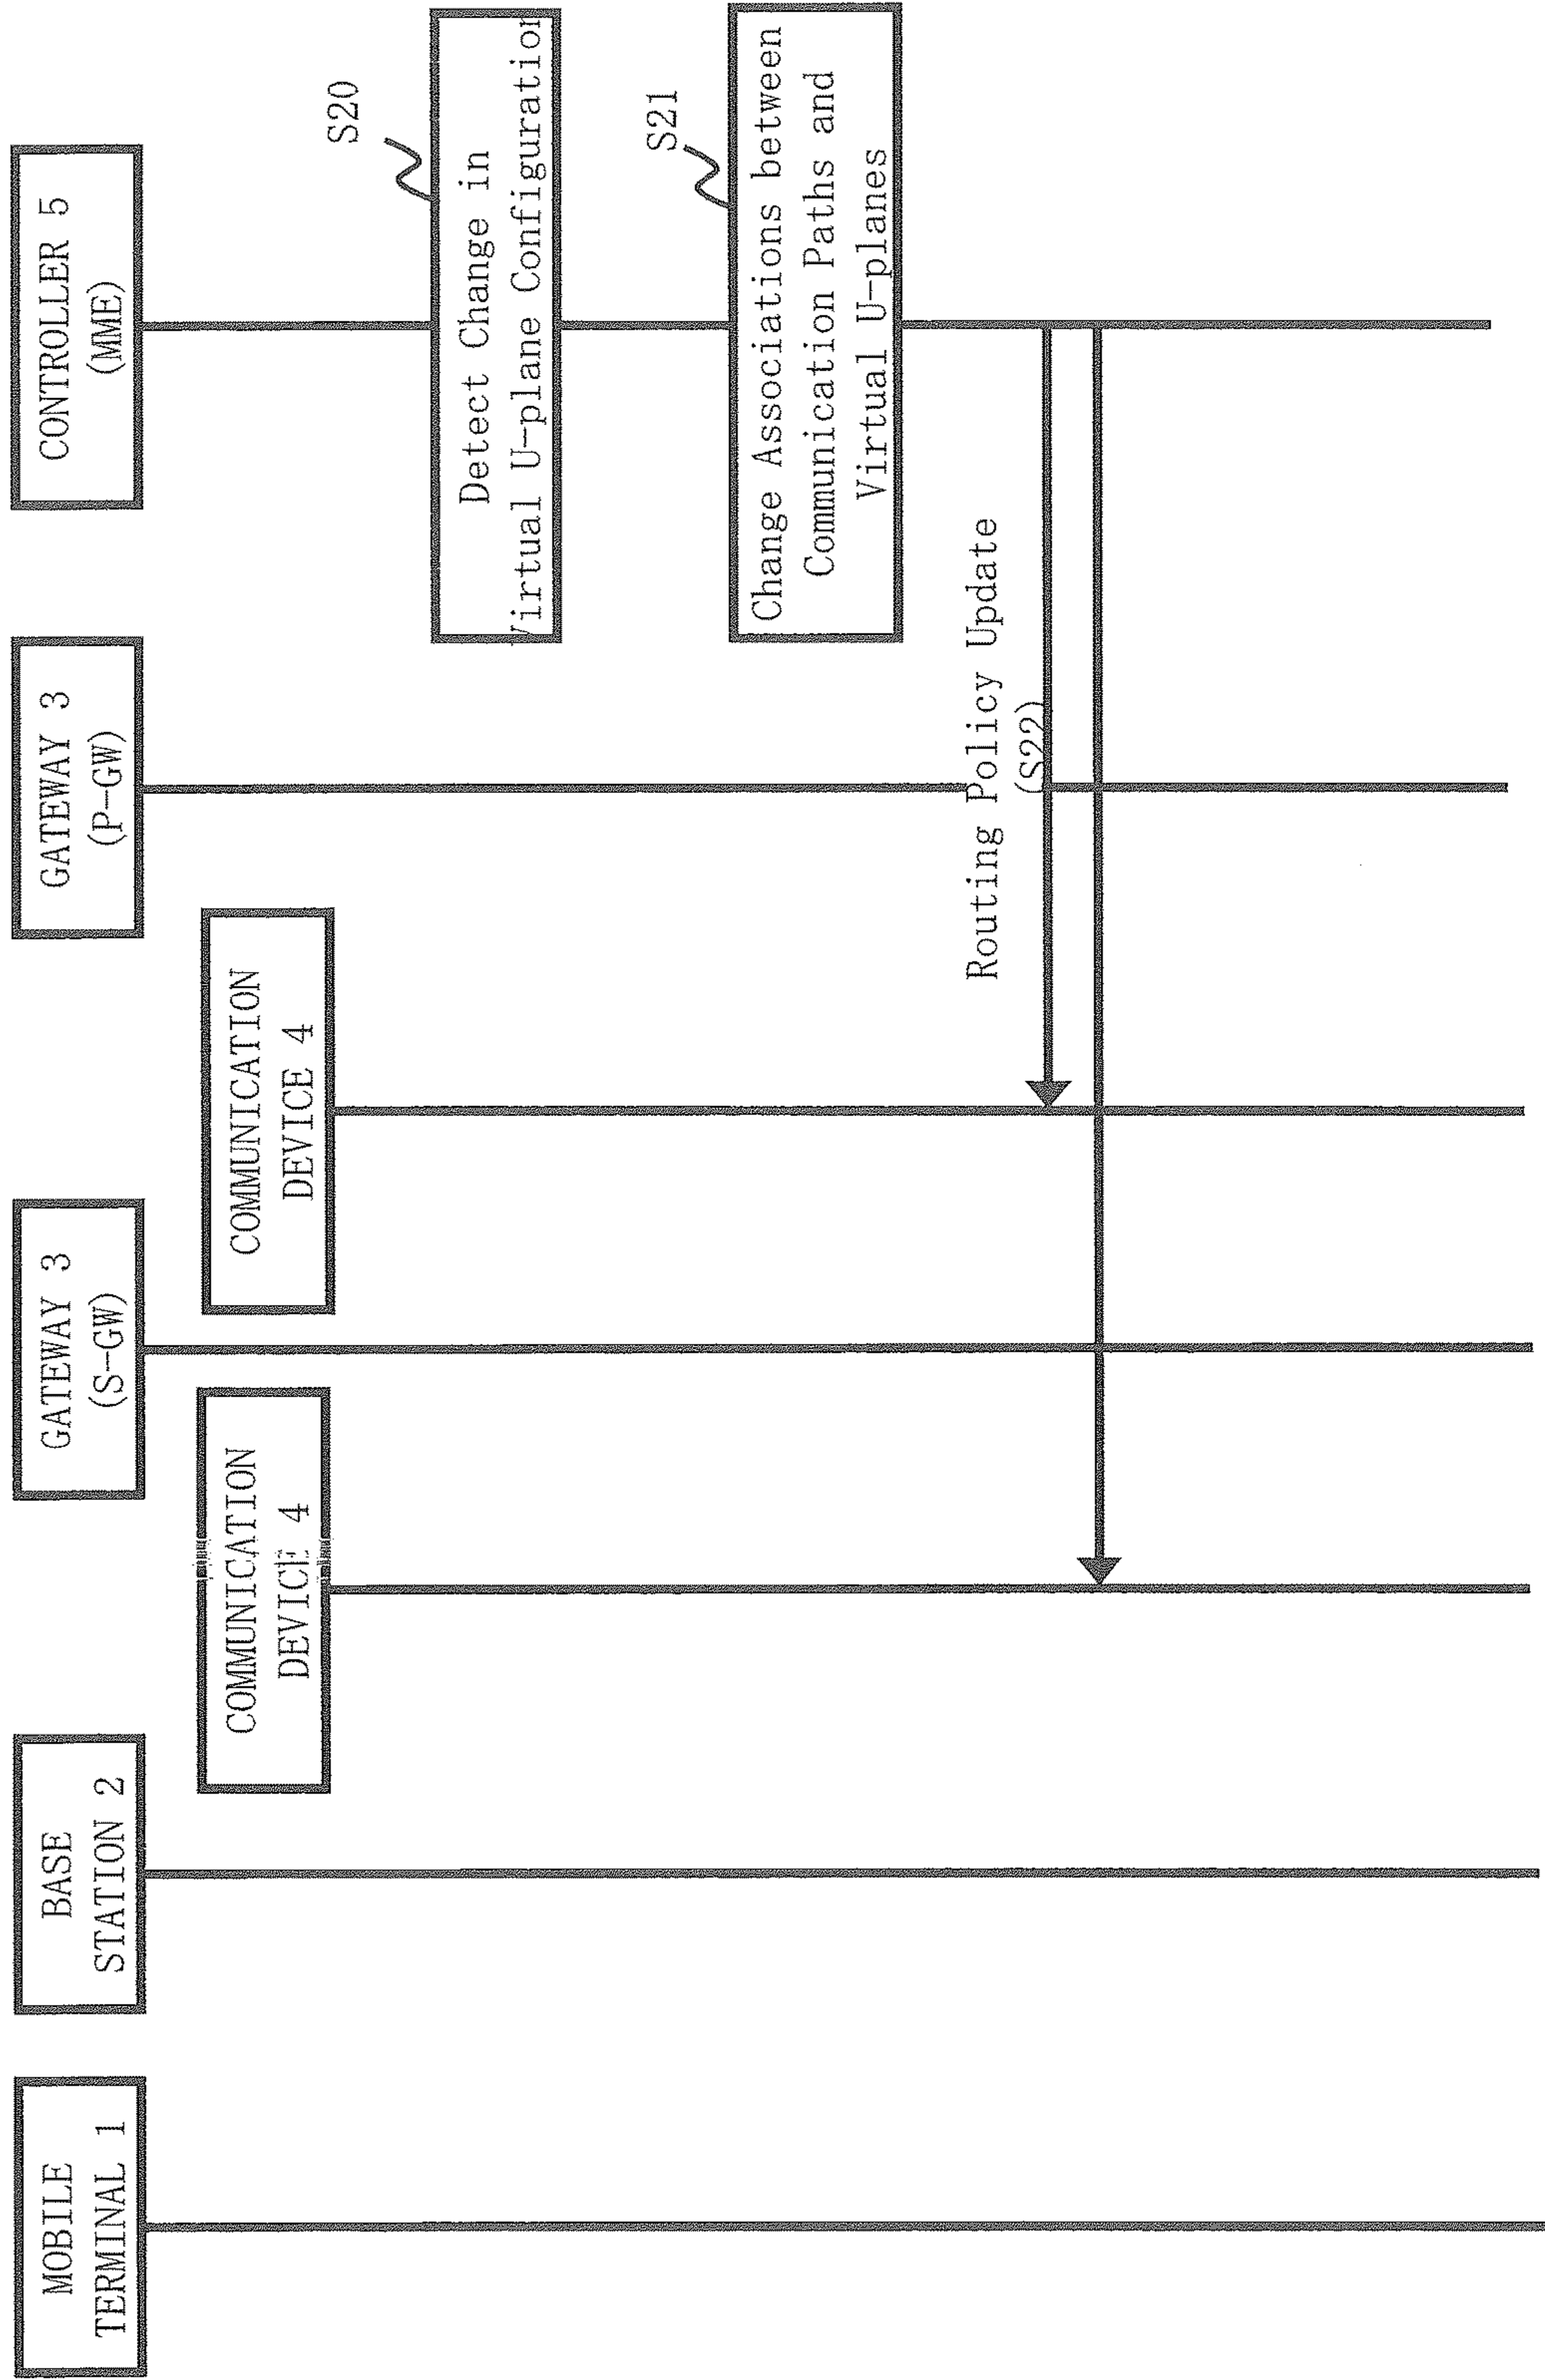 MOBILE
TERMINAL 1
BASE
STATION 2
COMMUNICATION
DEVICE 4
GATEWAY 3
(S-GW)
COMMUNICATION
DEVICE 4
GATEWAY 3
(P-GW)
CONTROLLER 5
(MME)
S20
Detect Change in
Virtual U-plane Configuration
S21
Change Associations between
Communication Paths and
Virtual U-planes
Routing Policy Update
(S22)